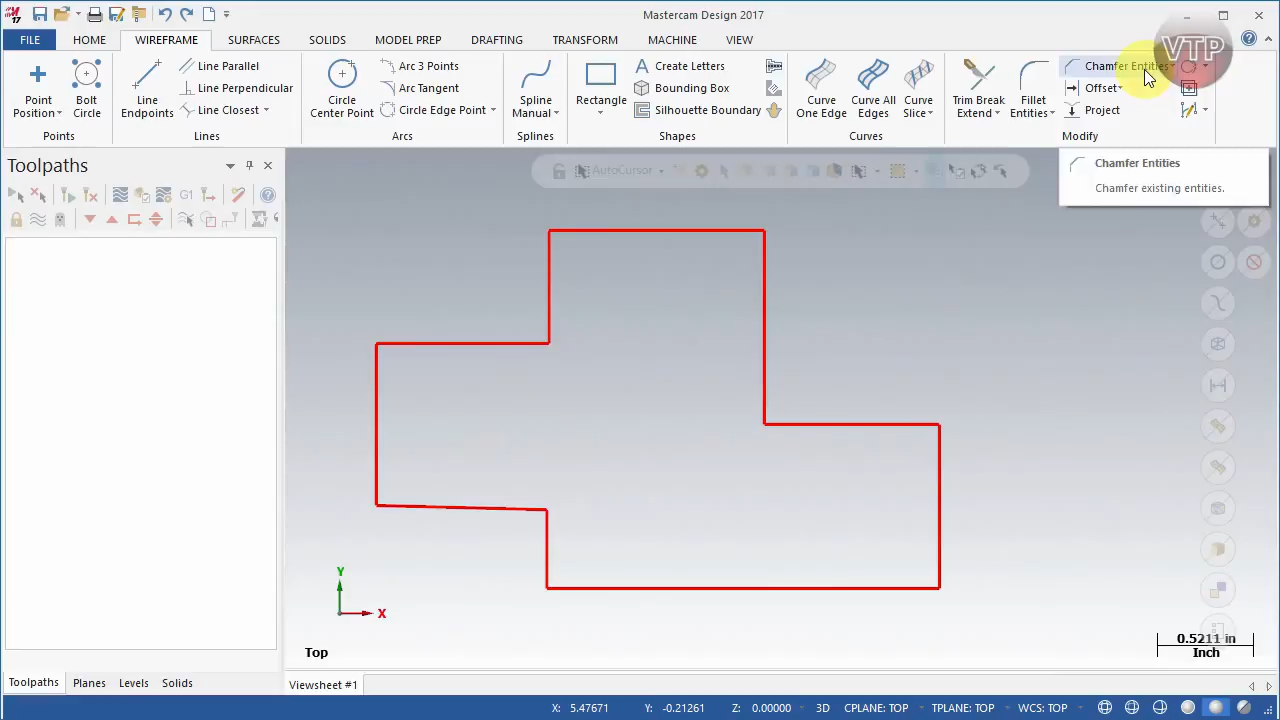 17
Mastercam Design 2017
VTP
FILE
HOME
WIREFRAME
SURFACES
SOLIDS
MODEL PREP
DRAFTING
TRANSFORM
MACHINE
VIEW
Point
Position
Bolt
Circle
Points
Line
Endpoints
Line Parallel
Line Perpendicular
Line Closest
Lines
Circle
Center Point
Arc 3 Points
Arc Tangent
Circle Edge Point
Arcs
Spline
Manual
Splines
Rectangle
Create Letters
Bounding Box
Silhouette Boundary
Shapes
Curve
One Edge
Curve All
Edges
Curve
Slice
Curves
Trim Break
Extend
Fillet
Entities
Chamfer Entities
Offset
Project
Modify
Toolpaths
G1
AutoCursor
Chamfer Entities
Chamfer existing entities.
Y
X
Top
0.5211 in
Inch
Toolpaths
Planes
Levels
Solids
Viewsheet #1
X: 5.47671
Y: -0.21261
Z: 0.00000
3D
CPLANE: TOP
TPLANE: TOP
WCS: TOP